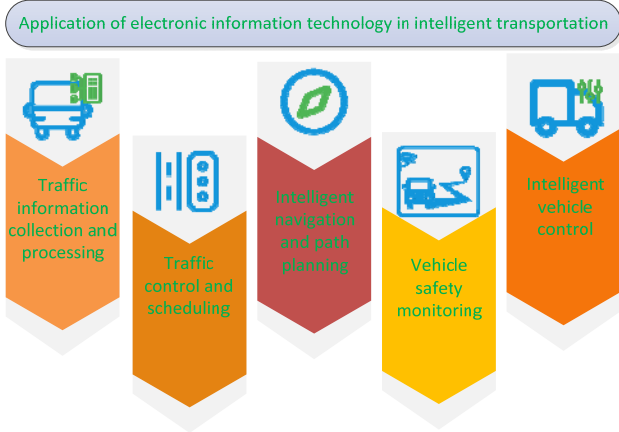 Application of electronic information technology in intelligent transportation
Traffic
information
collection and
processing
Traffic
control and
scheduling
Intelligent
navigation
and path
planning
Vehicle
safety
monitoring
Intelligent
vehicle
control